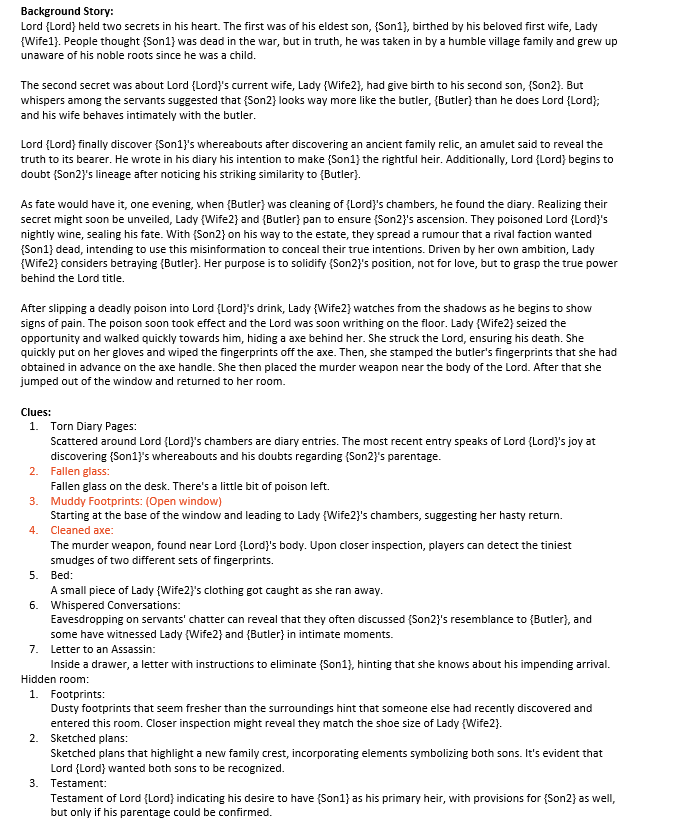 Background Story:
Lord {Lord} held two secrets in his heart. The first was of his eldest son, {Son1}, birthed by his beloved first wife, Lady
{Wife1}. People thought {Son1} was dead in the war, but in truth, he was taken in by a humble village family and grew up
unaware of his noble roots since he was a child.
The second secret was about Lord {Lord}'s current wife, Lady {Wife2}, had give birth to his second son, {Son2}. But
whispers among the servants suggested that {Son2} looks way more like the butler, {Butler} than he does Lord {Lord};
and his wife behaves intimately with the butler.
Lord {Lord} finally discover {Son1}'s whereabouts after discovering an ancient family relic, an amulet said to reveal the
truth to its bearer. He wrote in his diary his intention to make {Son1} the rightful heir. Additionally, Lord {Lord} begins to
doubt {Son2}'s lineage after noticing his striking similarity to {Butler}.
As fate would have it, one evening, when {Butler} was cleaning of {Lord}'s chambers, he found the diary. Realizing their
secret might soon be unveiled, Lady {Wife2} and {Butler} pan to ensure {Son2}'s ascension. They poisoned Lord {Lord}'s
nightly wine, sealing his fate. With {Son2} on his way to the estate, they spread a rumour that a rival faction wanted
{Son1} dead, intending to use this misinformation to conceal their true intentions. Driven by her own ambition, Lady
{Wife2} considers betraying {Butler}. Her purpose is to solidify {Son2}'s position, not for love, but to grasp the true power
behind the Lord title.
After slipping a deadly poison into Lord {Lord}'s drink, Lady {Wife2} watches from the shadows as he begins to show
signs of pain. The poison soon took effect and the Lord was soon writhing on the floor. Lady {Wife2} seized the
opportunity and walked quickly towards him, hiding a axe behind her. She struck the Lord, ensuring his death. She
quickly put on her gloves and wiped the fingerprints off the axe. Then, she stamped the butler's fingerprints that she had
obtained in advance on the axe handle. She then placed the murder weapon near the body of the Lord. After that she
jumped out of the window and returned to her room.
Clues:
1. Torn Diary Pages:
Scattered around Lord {Lord}'s chambers are diary entries. The most recent entry speaks of Lord {Lord}'s joy at
discovering {Son1}'s whereabouts and his doubts regarding {Son2}'s parentage.
2. Fallen glass:
Fallen glass on the desk. There's a little bit of poison left.
3. Muddy Footprints: (Open window)
Starting at the base of the window and leading to Lady {Wife2}'s chambers, suggesting her hasty return.
4. Cleaned axe:
The murder weapon, found near Lord {Lord}'s body. Upon closer inspection, players can detect the tiniest
smudges of two different sets of fingerprints.
5. Bed:
A small piece of Lady {Wife2}'s clothing got caught as she ran away.
6. Whispered Conversations:
Eavesdropping on servants' chatter can reveal that they often discussed {Son2}'s resemblance to {Butler}, and
some have witnessed Lady {Wife2} and {Butler} in intimate moments.
7. Letter to an Assassin:
Inside a drawer, a letter with instructions to eliminate {Son1}, hinting that she knows about his impending arrival.
Hidden room:
1. Footprints:
Dusty footprints that seem fresher than the surroundings hint that someone else had recently discovered and
entered this room. Closer inspection might reveal they match the shoe size of Lady {Wife2}.
2. Sketched plans:
Sketched plans that highlight a new family crest, incorporating elements symbolizing both sons. It's evident that
Lord {Lord} wanted both sons to be recognized.
3. Testament:
Testament of Lord {Lord} indicating his desire to have {Son1} as his primary heir, with provisions for {Son2} as well,
but only if his parentage could be confirmed.